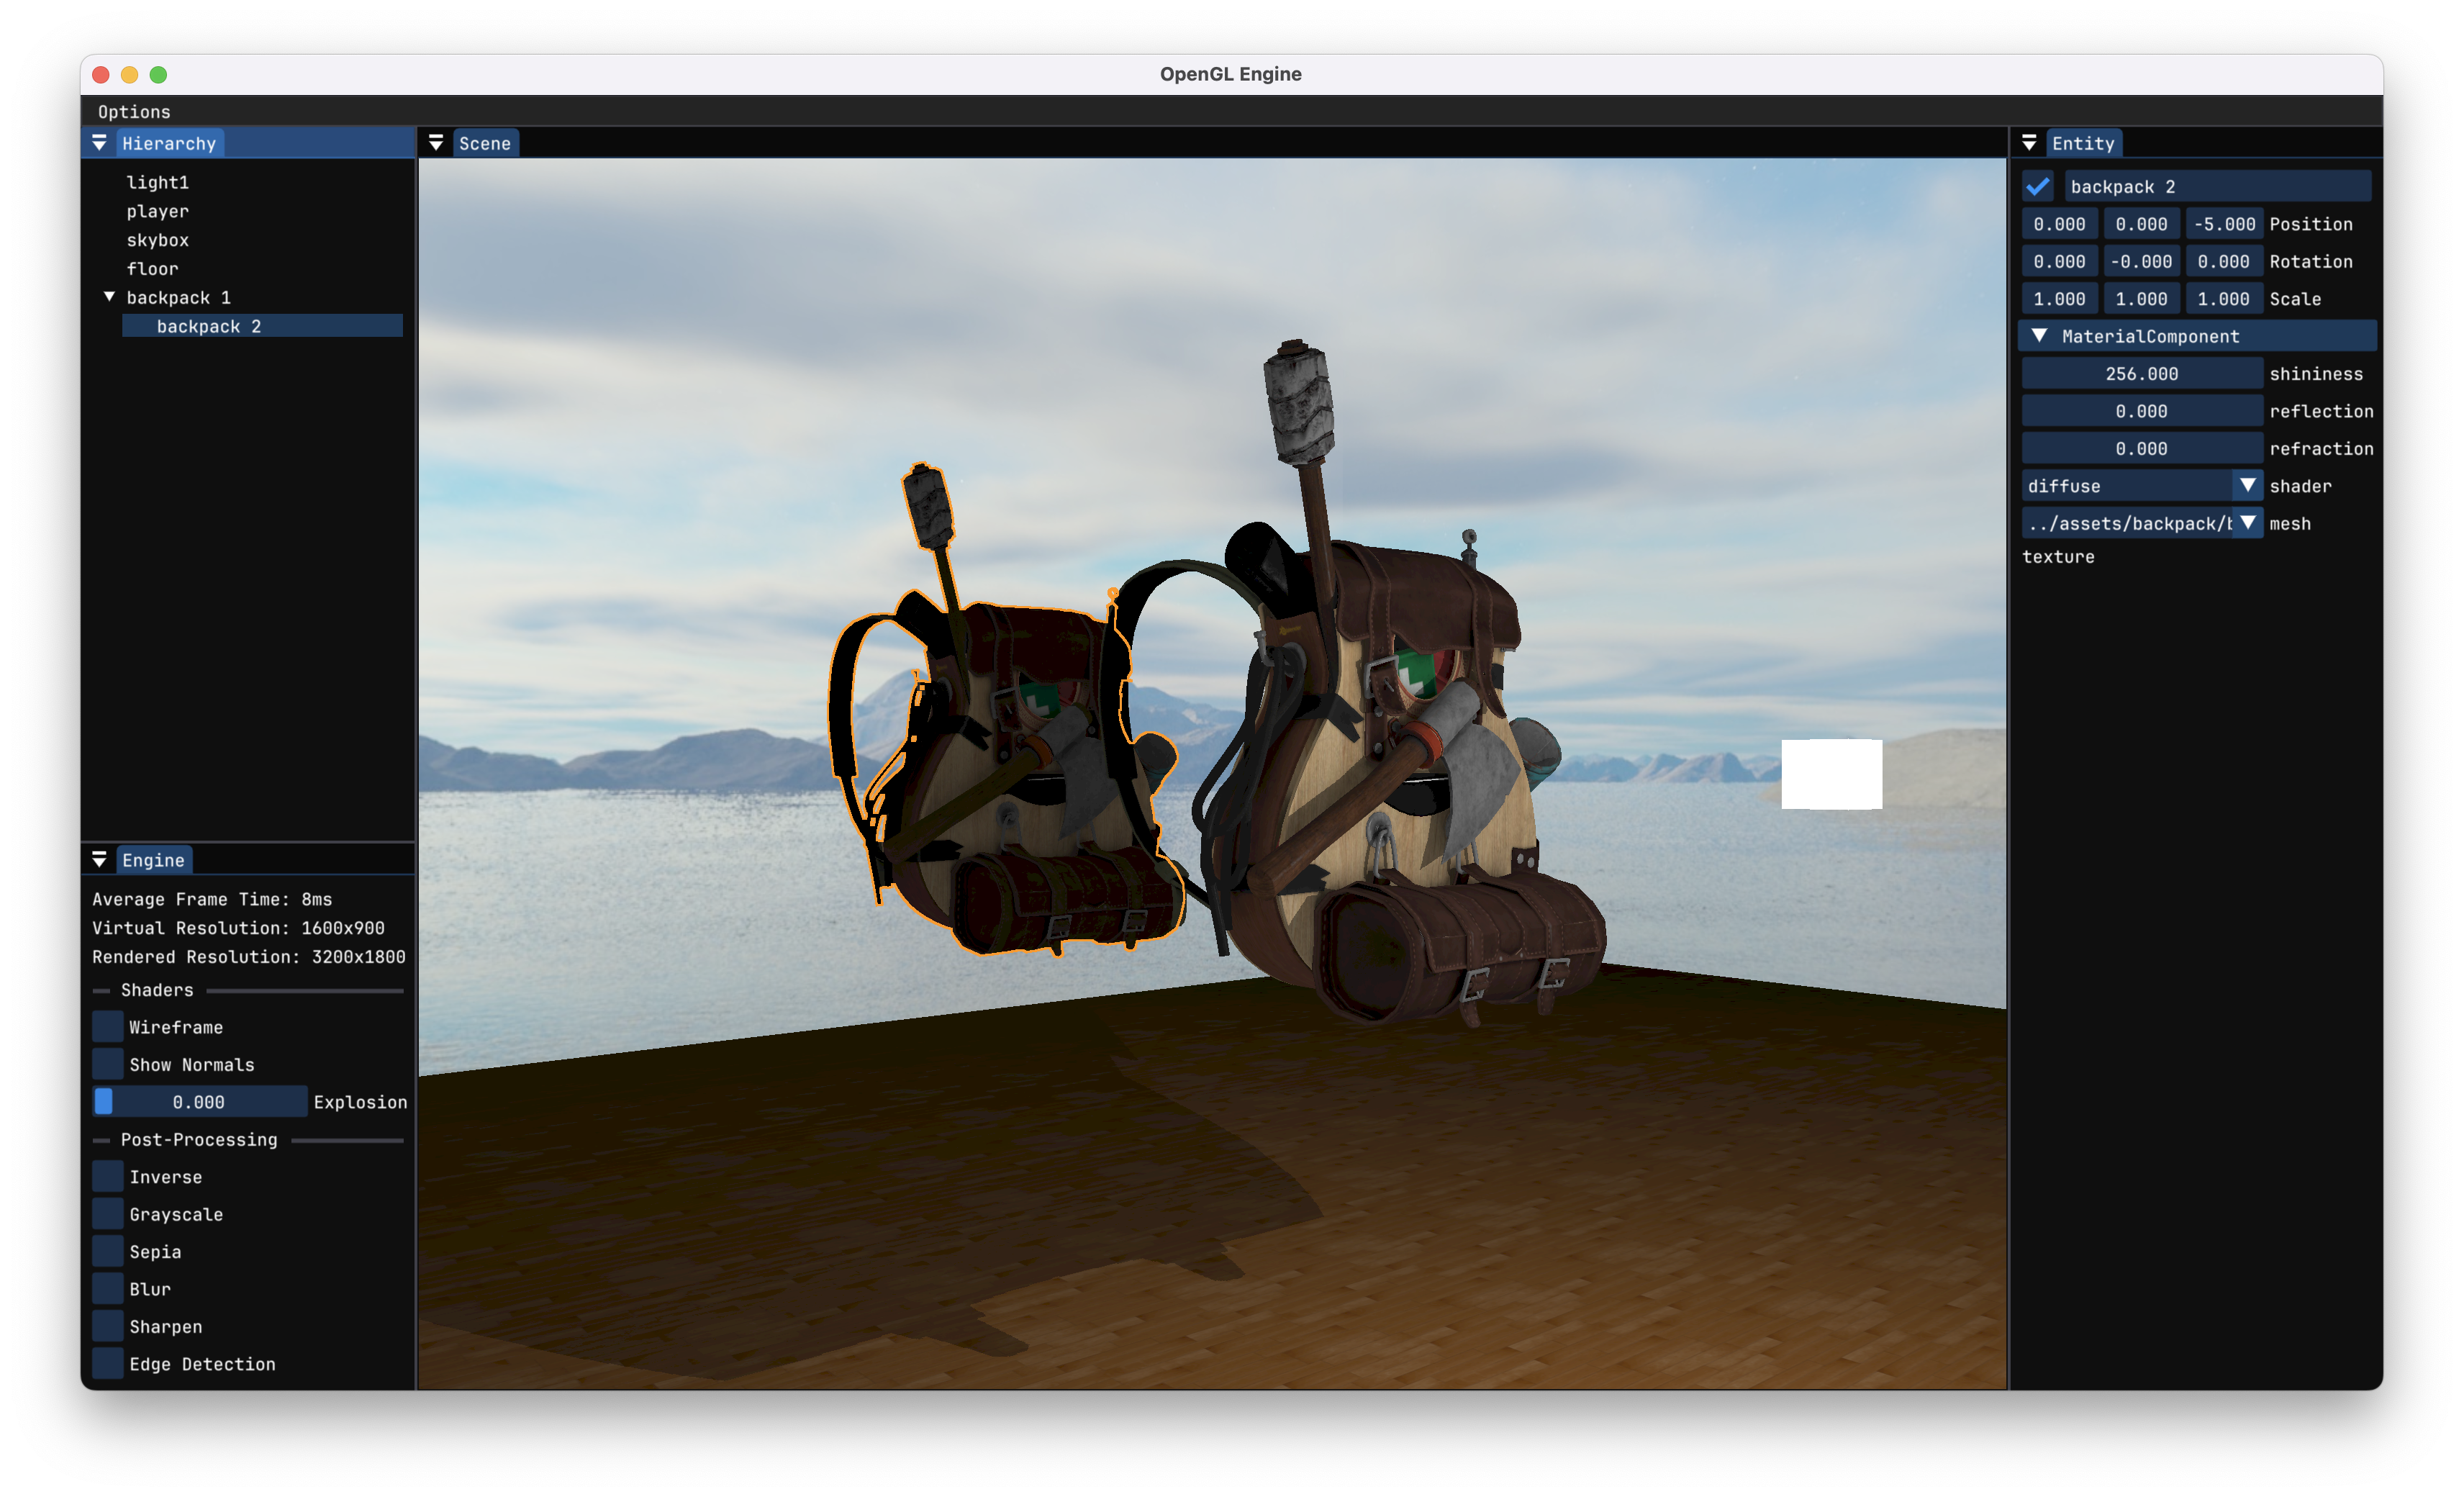 OpenGL Engine
Options
Hierarchy
light1
player
skybox
floor
backpack 1
backpack 2
Engine
Average Frame Time: 8ms
Virtual Resolution: 1600x900
Rendered Resolution: 3200x1800
Shaders
Wireframe
Show Normals
0.000 Explosion
Post-Processing
Inverse
Grayscale
Sepia
Blur
Sharpen
Edge Detection
Scene
Entity
backpack 2
0.000 0.000 -5.000 Position
0.000 -0.000 0.000 Rotation
1.000 1.000 1.000 Scale
MaterialComponent
256.000 shininess
0.000 reflection
0.000 refraction
diffuse shader
../assets/backpack/b mesh
texture